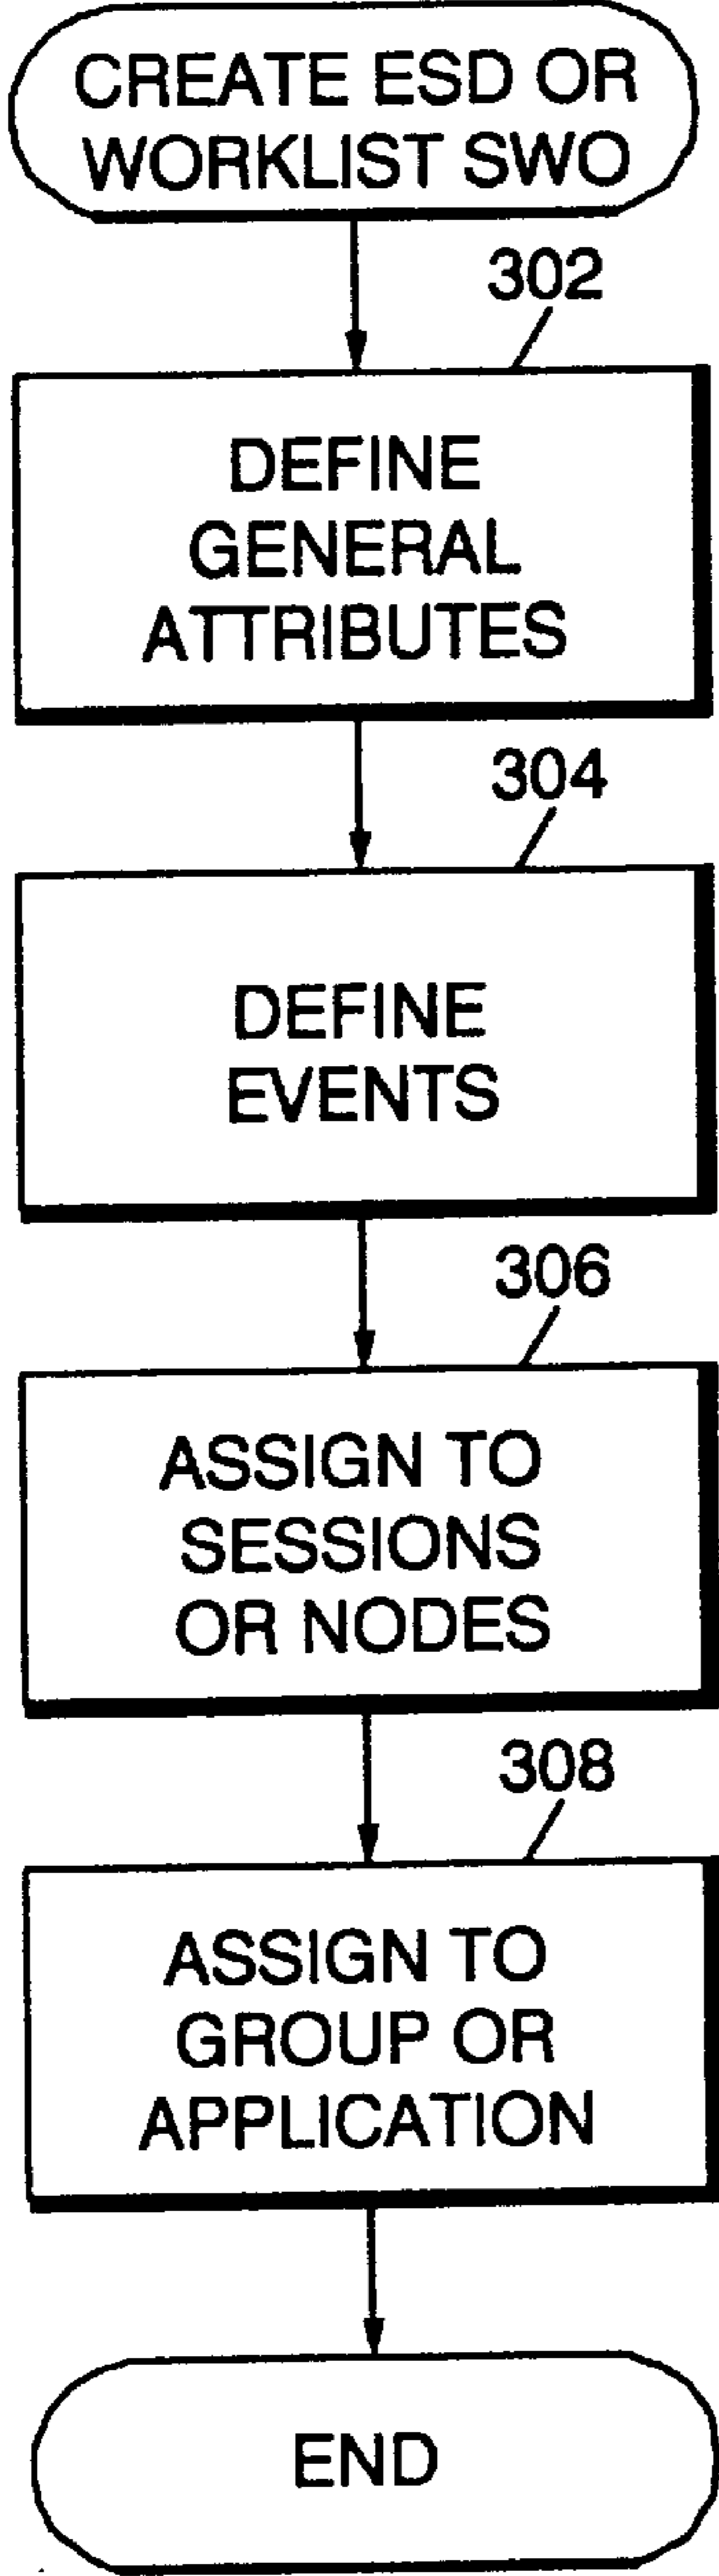 CREATE ESD OR
WORKLIST SWO
302
DEFINE
GENERAL
ATTRIBUTES
304
DEFINE
EVENTS
306
ASSIGN TO
SESSIONS
OR NODES
308
ASSIGN TO
GROUP OR
APPLICATION
END